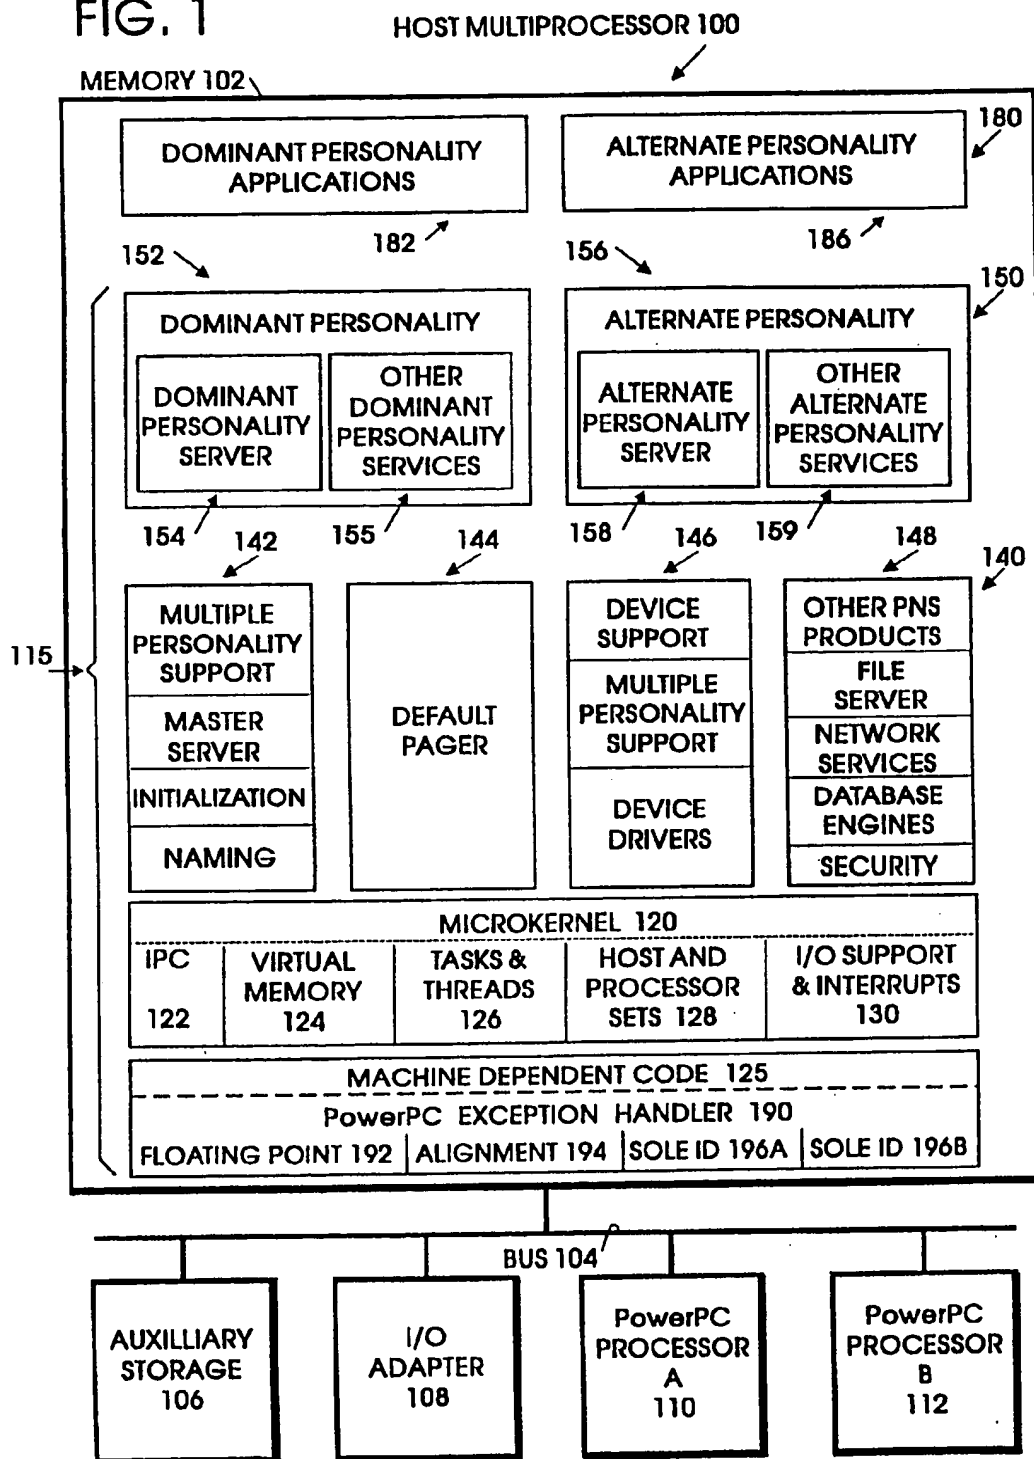 FIG. 1
HOST MULTIPROCESSOR 100
MEMORY 102
180
DOMINANT PERSONALITY
APPLICATIONS
ALTERNATE PERSONALITY
APPLICATIONS
182
186
152
156
150
DOMINANT PERSONALITY
DOMINANT
PERSONALITY
SERVER
OTHER
DOMINANT
PERSONALITY
SERVICES
ALTERNATE PERSONALITY
ALTERNATE
PERSONALITY
SERVER
OTHER
ALTERNATE
PERSONALITY
SERVICES
154
155
158
159
142
144
146
148
140
115
MULTIPLE
PERSONALITY
SUPPORT
MASTER
SERVER
INITIALIZATION
NAMING
DEFAULT
PAGER
DEVICE
SUPPORT
MULTIPLE
PERSONALITY
SUPPORT
DEVICE
DRIVERS
OTHER PNS
PRODUCTS
FILE
SERVER
NETWORK
SERVICES
DATABASE
ENGINES
SECURITY
MICROKERNEL 120
IPC
122
VIRTUAL
MEMORY
124
TASKS &
THREADS
126
HOST AND
PROCESSOR
SETS 128
I/O SUPPORT
& INTERRUPTS
130
MACHINE DEPENDENT CODE 125
PowerPC EXCEPTION HANDLER 190
FLOATING POINT 192
ALIGNMENT 194
SOLE ID 196A
SOLE ID 196B
BUS 104
AUXILLIARY
STORAGE
106
I/O
ADAPTER
108
PowerPC
PROCESSOR
A
110
PowerPC
PROCESSOR
B
112